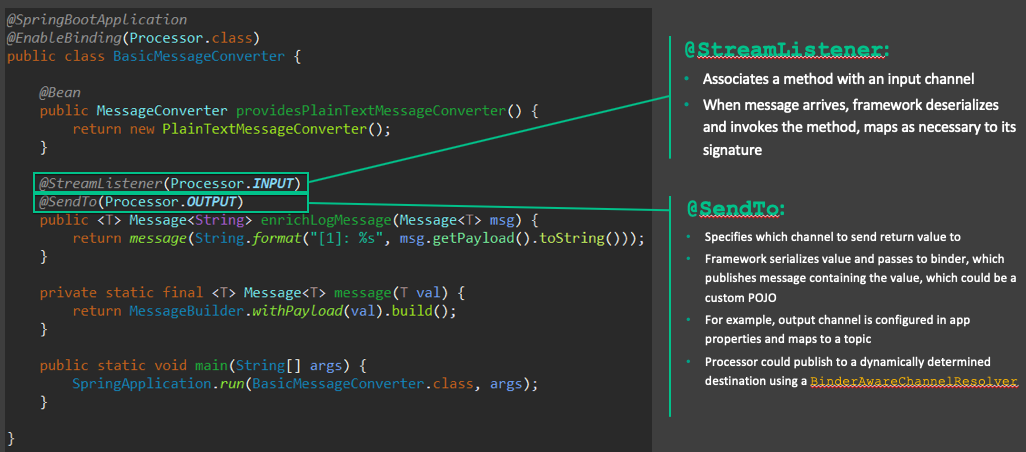 @SpringBootApplication
@EnableBinding(Processor.class)
public class BasicMessageConverter {
@Bean
public MessageConverter providesPlainTextMessageConverter() {
return new PlainTextMessageConverter();
}
@StreamListener(Processor.INPUT)
@SendTo(Processor.OUTPUT)
public <T> Message<String> enrichLogMessage(Message<T> msg) {
return message(String.format("[1]: %s", msg.getPayload().toString()));
}
private static final <T> Message<T> message(T val) {
return MessageBuilder.withPayload(val).build();
}
public static void main(String[] args) {
SpringApplication.run(BasicMessageConverter.class, args);
}
}
@StreamListener:
• Associates a method with an input channel
• When message arrives, framework deserializes
and invokes the method, maps as necessary to its
signature
@SendTo:
• Specifies which channel to send return value to
• Framework serializes value and passes to binder, which
publishes message containing the value, which could be a
custom POJO
• For example, output channel is configured in app
properties and maps to a topic
• Processor could publish to a dynamically determined
destination using a BinderAwareChannelResolver